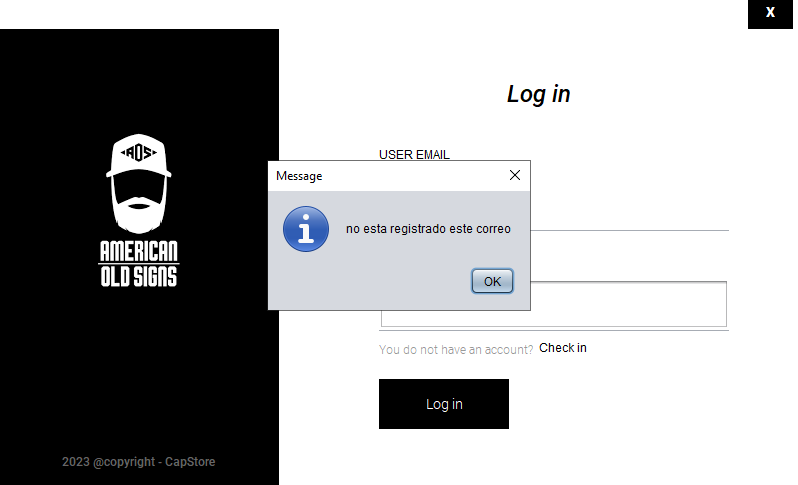 X
Log in
AOS
AMERICAN
OLD SIGNS
USER EMAIL
Message
no esta registrado este correo
OK
You do not have an account? Check in
Log in
2023 @copyright - CapStore